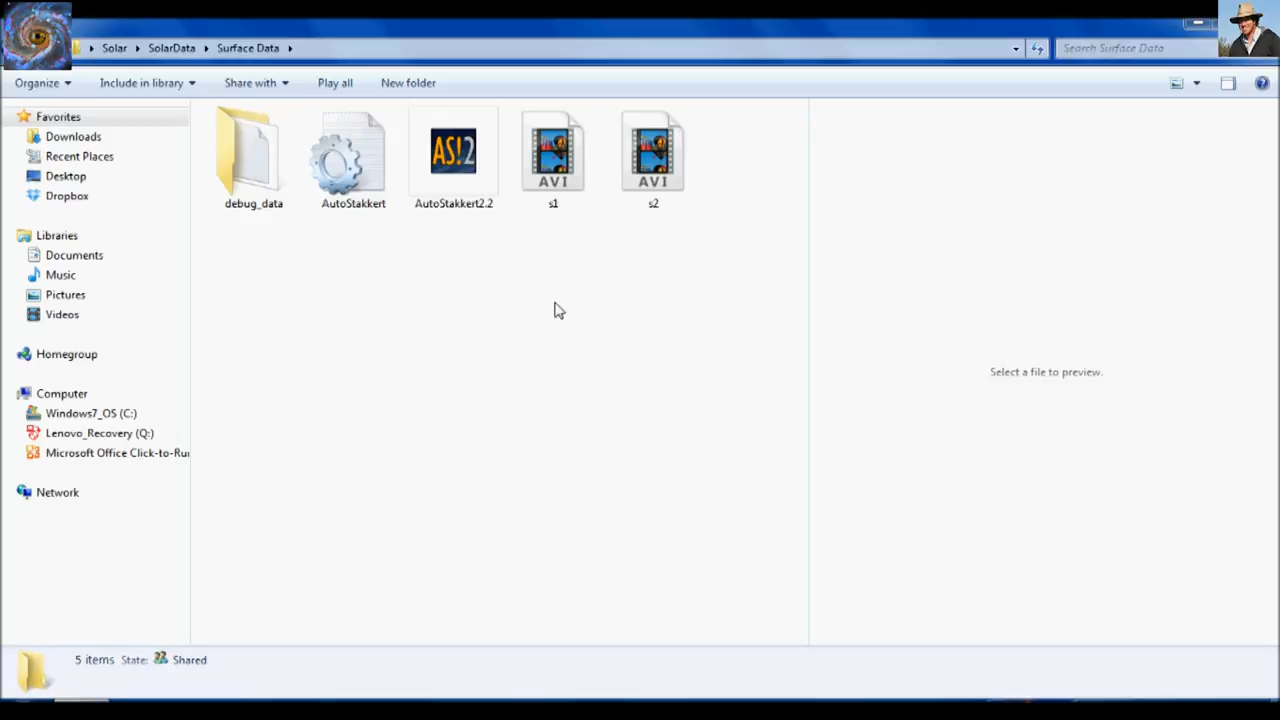 Solar SolarData Surface Data Search Surface Data
Organize Include in library Share with Play all New folder
Favorites
Downloads
Recent Places
Desktop
Dropbox
Libraries
Documents
Music
Pictures
Videos
Homegroup
Computer
Windows7_OS (C:)
Lenovo_Recovery (Q:)
Microsoft Office Click-to-Rur
Network
AS!2
AVI
AVI
debug_data AutoStakkert AutoStakkert2.2 s1 s2
Select a file to preview.
5 items State: Shared